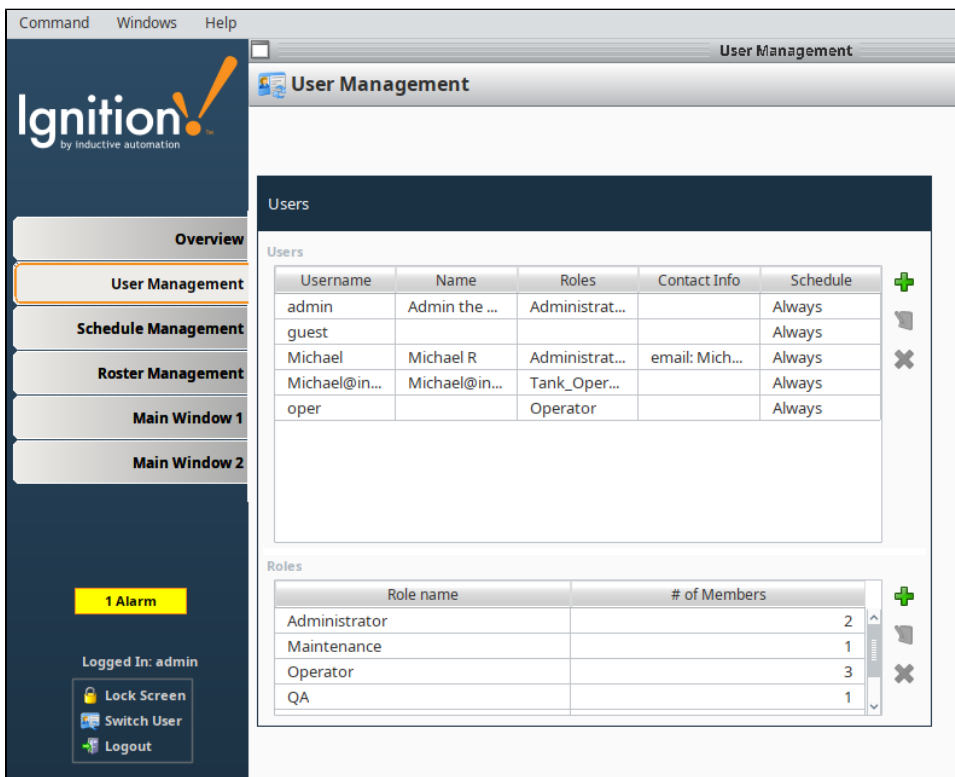 Command Windows Help
User Management
User Management
Ignition!™
by inductive automation
Overview
User Management
Schedule Management
Roster Management
Main Window 1
Main Window 2
1 Alarm
Logged In: admin
Lock Screen
Switch User
Logout
Users
Users
Username Name Roles Contact Info Schedule
admin Admin the ... Administrat... Always
guest Always
Michael Michael R Administrat... email: Mich... Always
Michael@in... Michael@in... Tank_Oper... Always
oper Operator Always
Roles
Role name # of Members
Administrator 2
Maintenance 1
Operator 3
QA 1